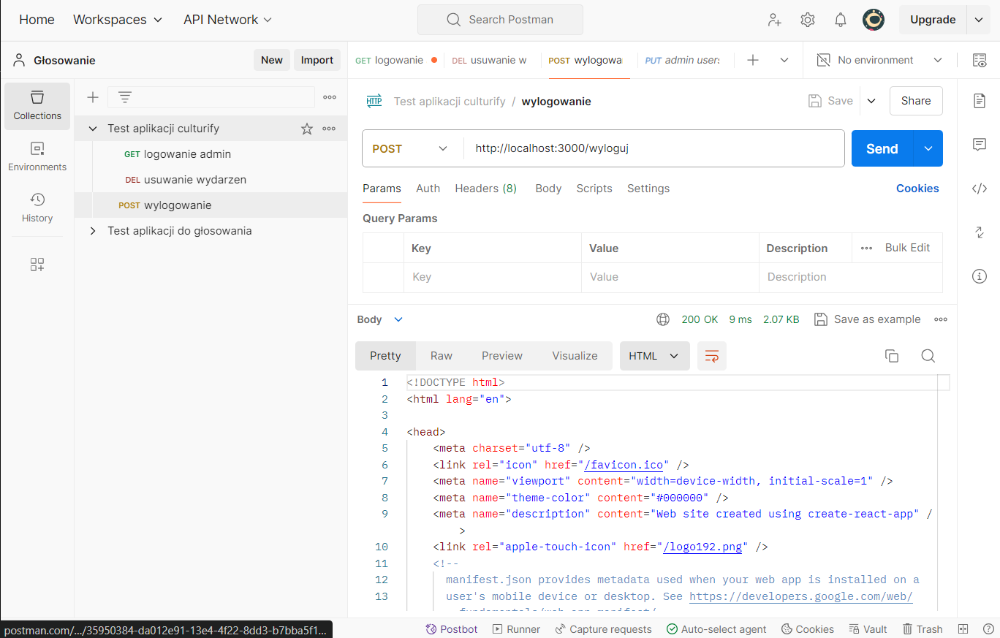 Home Workspaces API Network Search Postman Upgrade
Głosowanie New Import GET logowanie DEL usuwanie w POST wylogowa PUT admin users No environment
Collections
Environments
History
Test aplikacji culturify
GET logowanie admin
DEL usuwanie wydarzen
POST wylogowanie
Test aplikacji do głosowania
HTTP Test aplikacji culturify / wylogowanie Save Share
POST http://localhost:3000/wyloguj Send
Params Auth Headers (8) Body Scripts Settings Cookies
Query Params
Key Value Description Bulk Edit
Key Value Description
Body 200 OK 9 ms 2.07 KB Save as example
Pretty Raw Preview Visualize HTML
1 <!DOCTYPE html>
2 <html lang="en">
3
4 <head>
5 <meta charset="utf-8" />
6 <link rel="icon" href="/favicon.ico" />
7 <meta name="viewport" content="width=device-width, initial-scale=1" />
8 <meta name="theme-color" content="#000000" />
9 <meta name="description" content="Web site created using create-react-app" /
>
10 <link rel="apple-touch-icon" href="/logo192.png" />
11 <!--
12 manifest.json provides metadata used when your web app is installed on a
13 user's mobile device or desktop. See https://developers.google.com/web/
fundamentals/web-app-manifest/
postman.com/.../35950384-da012e91-13e4-4f22-8dd3-b7bba5f1... Postbot Runner Capture requests Auto-select agent Cookies Vault Trash